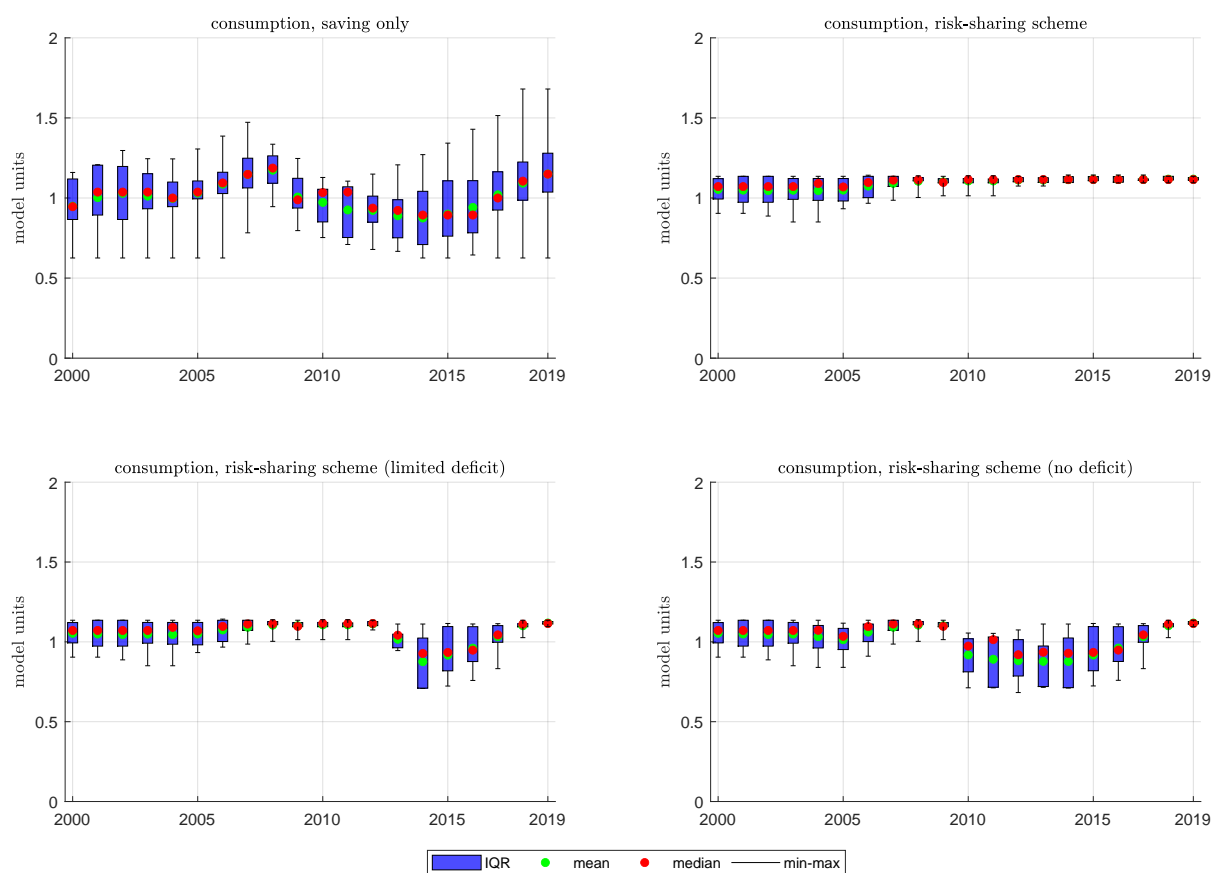 consumption, saving only
model units
2
1.5
1
0.5
0
2000 2005 2010 2015 2019
consumption, risk-sharing scheme
model units
2
1.5
1
0.5
0
2000 2005 2010 2015 2019
consumption, risk-sharing scheme (limited deficit)
model units
2
1.5
1
0.5
0
2000 2005 2010 2015 2019
consumption, risk-sharing scheme (no deficit)
model units
2
1.5
1
0.5
0
2000 2005 2010 2015 2019
IQR mean median min-max